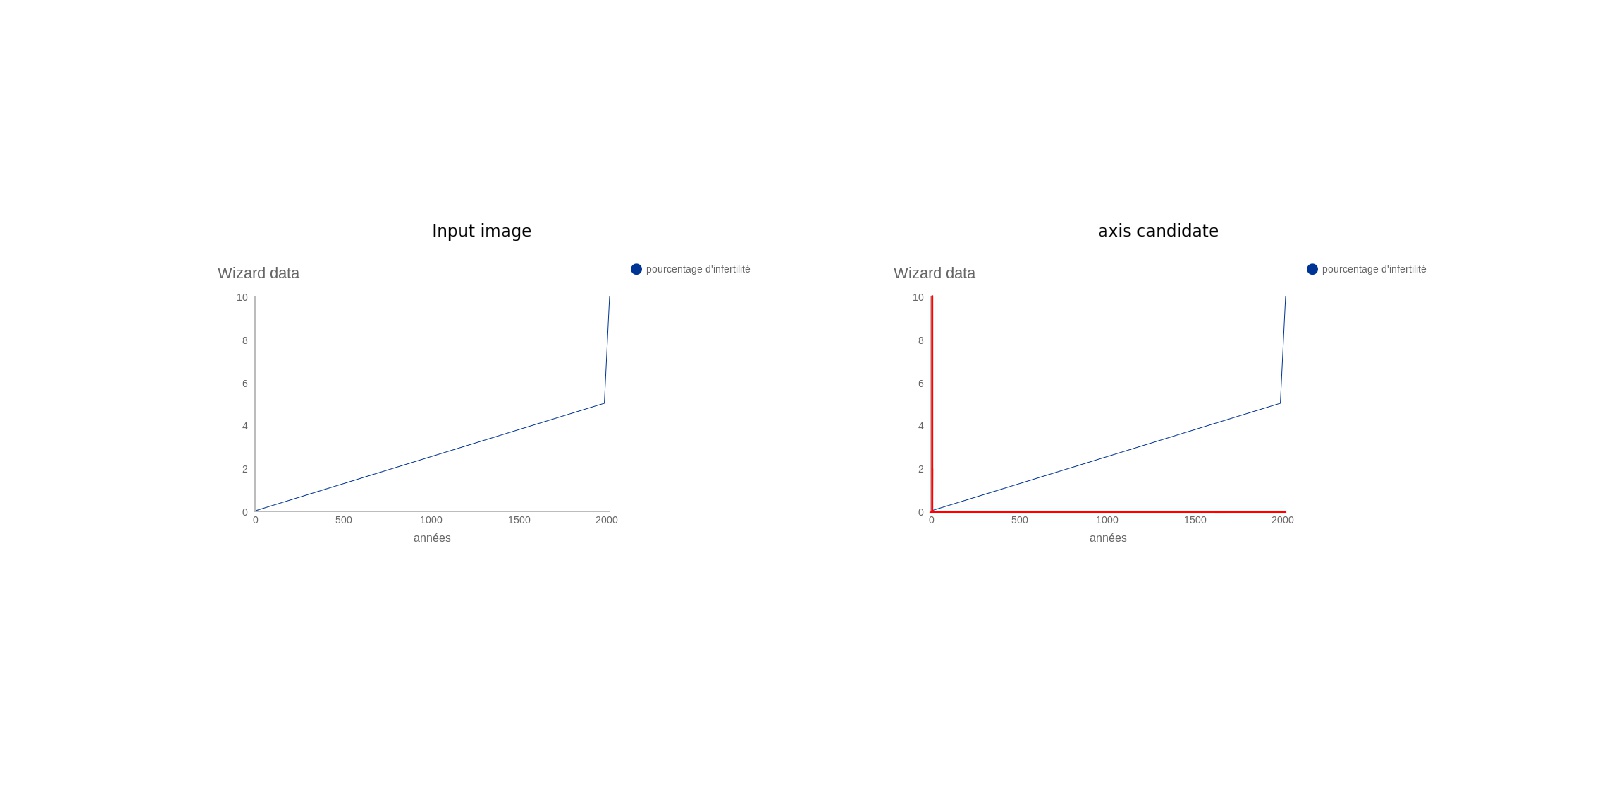 Input image
axis candidate
Wizard data
pourcentage d'infertilité
10
8
6
4
2
0
0 500 1000 1500 2000
années
Wizard data
pourcentage d'infertilité
10
8
6
4
2
0
0 500 1000 1500 2000
années